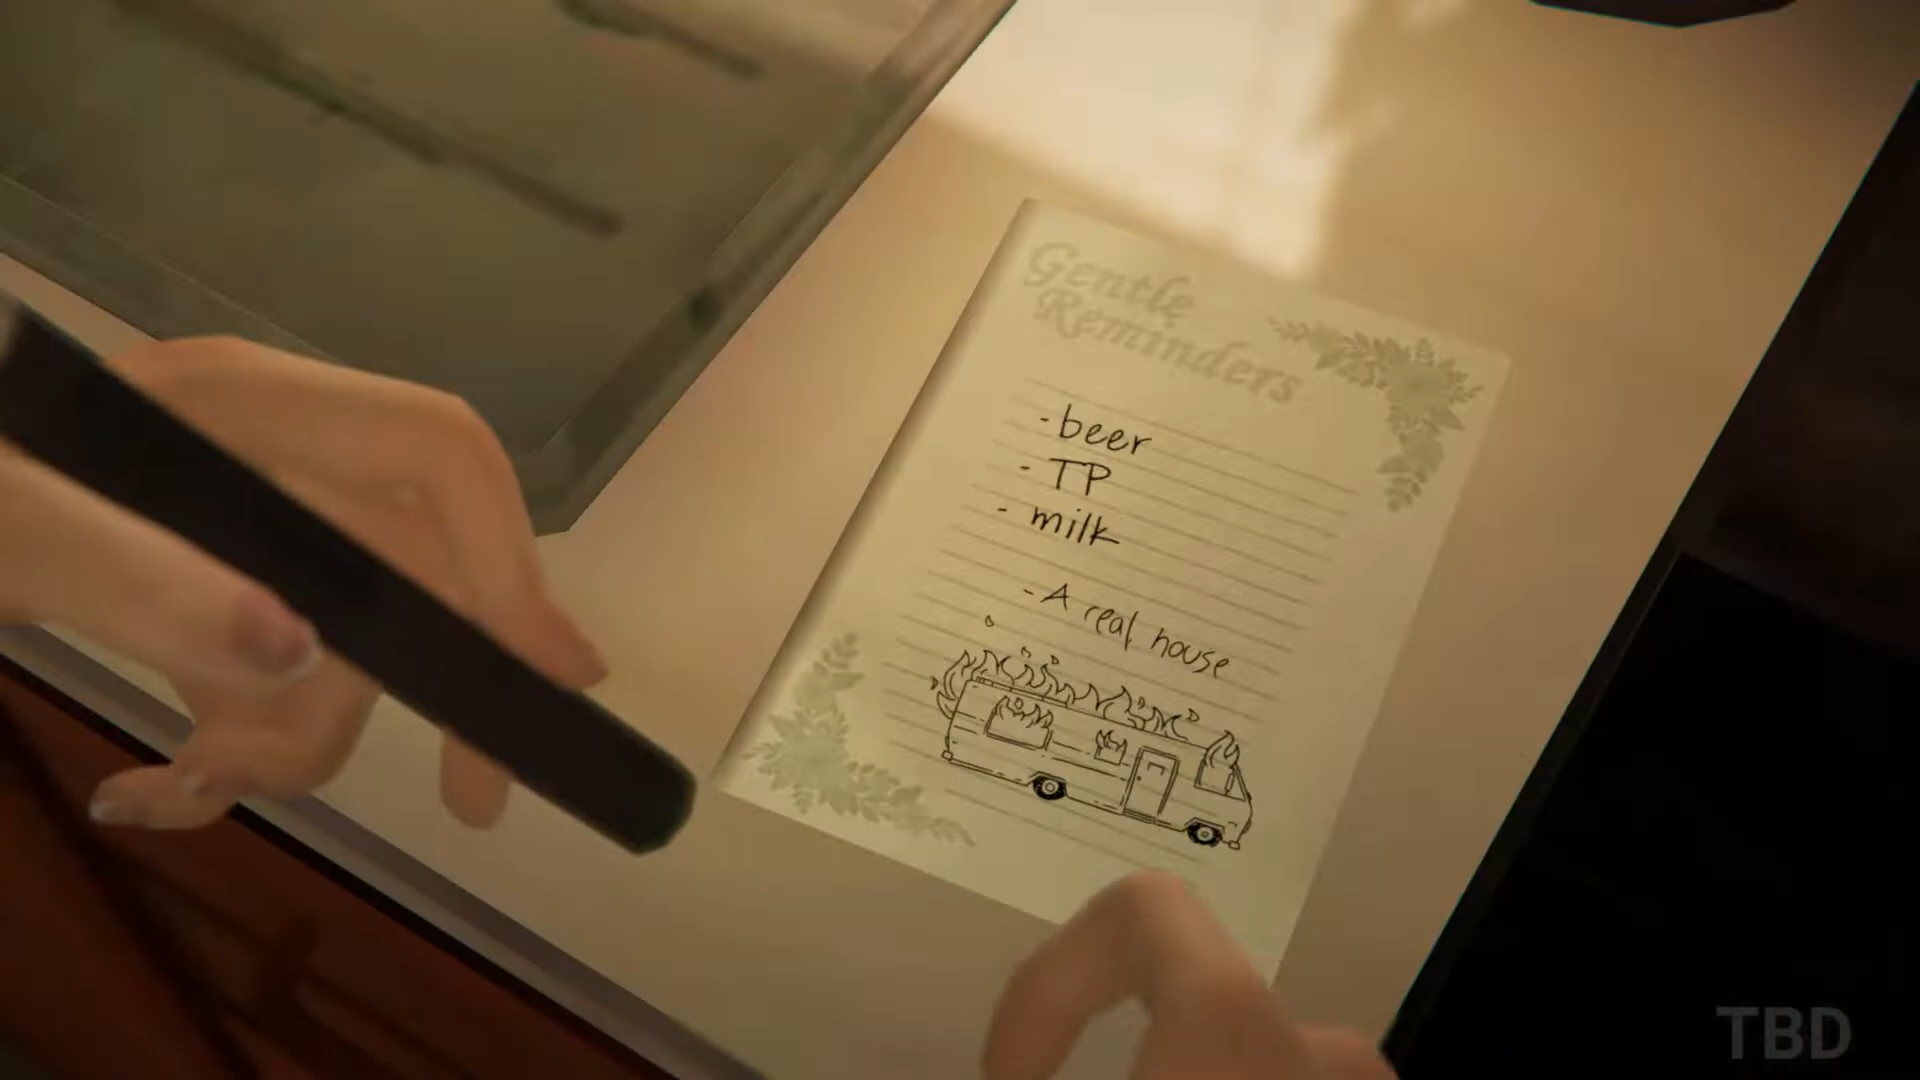 Gentle
Reminders
- beer
- TP
- milk
- A real house
TBD